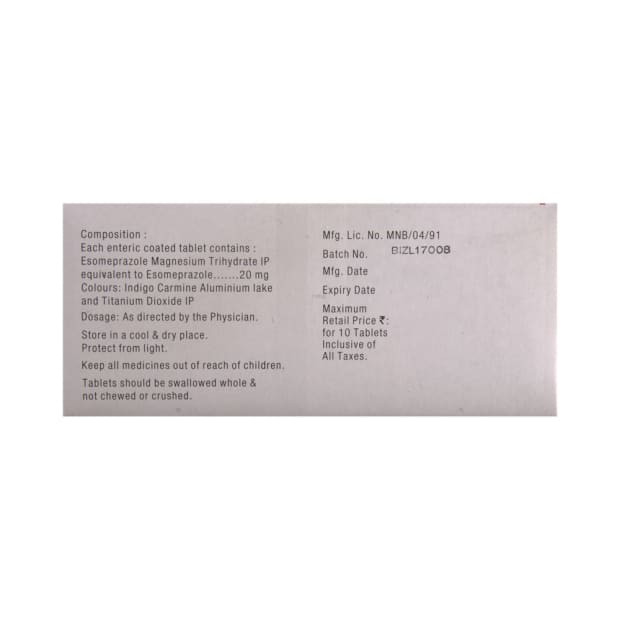 Composition :
Each enteric coated tablet contains :
Esomeprazole Magnesium Trihydrate IP
equivalent to Esomeprazole.......20 mg
Colours: Indigo Carmine Aluminium lake
and Titanium Dioxide IP
Dosage: As directed by the Physician.
Store in a cool & dry place.
Protect from light.
Keep all medicines out of reach of children.
Tablets should be swallowed whole &
not chewed or crushed.
Mfg. Lic. No. MNB/04/91
Batch No. BIZL17008
Mfg. Date
Expiry Date
Maximum
Retail Price ₹:
for 10 Tablets
Inclusive of
All Taxes.